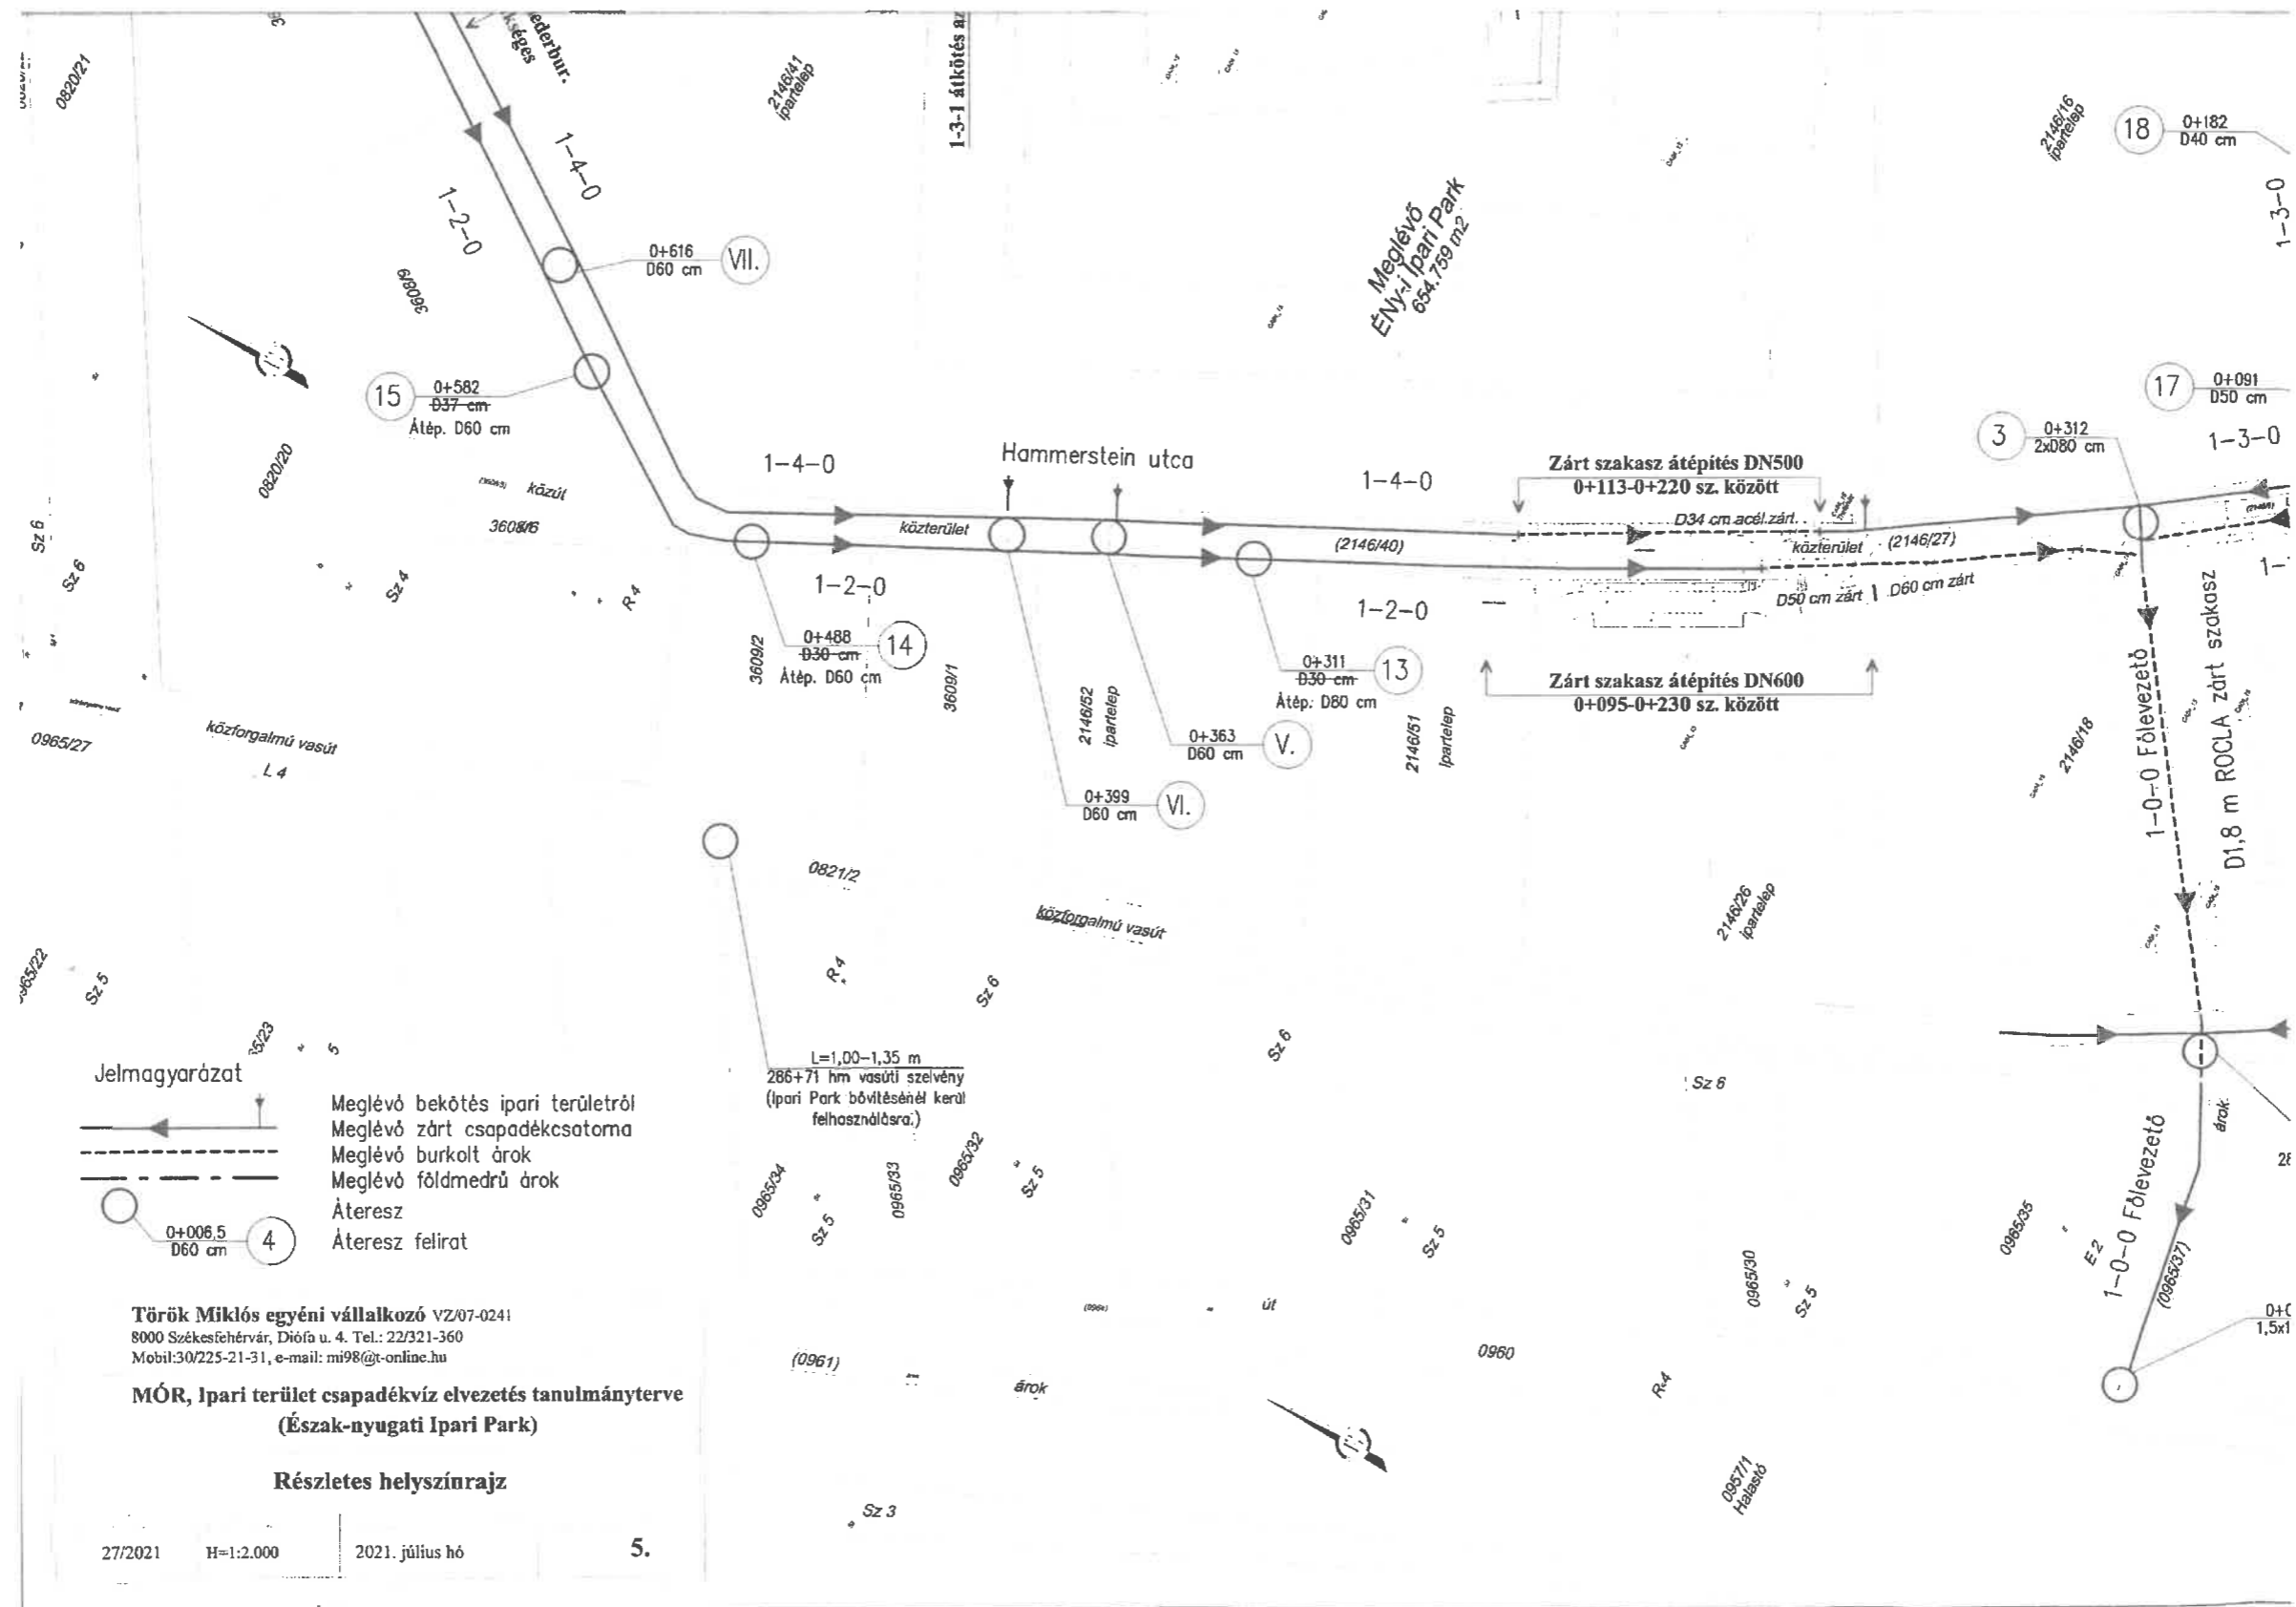 0820/21
ederbur.
kséges
2146/41
ipartelep
1-3-1 átkötés az
2146/16
ipartelep
18
0+182
D40 cm
1-3-0
1-4-0
1-2-0
0+616
D60 cm
VII.
3608/9
Meglévő
ÉNy-i Ipari Park
654.759 m2
15
0+582
D37 cm
Átép. D60 cm
17
0+091
D50 cm
3
0+312
2xD80 cm
1-3-0
0820/20
közút
3608/6
1-4-0
Hammerstein utca
1-4-0
Zárt szakasz átépítés DN500
0+113-0+220 sz. között
közterület
(2146/40)
D34 cm acél zárt
közterület
(2146/27)
Sz 6
Sz 6
Sz 4
R 4
1-2-0
1-2-0
D50 cm zárt
D60 cm zárt
3609/2
0+488
D30 cm
Átép. D60 cm
14
3609/1
2146/52
ipartelep
0+311
D30 cm
Átép. D80 cm
13
2146/51
Ipartelep
Zárt szakasz átépítés DN600
0+095-0+230 sz. között
0+363
D60 cm
V.
0+399
D60 cm
VI.
2146/18
1-0-0 Főlevezető
D1,8 m ROCLA zárt szakasz
0965/27
közforgalmú vasút
L 4
0821/2
közforgalmú vasút
2146/26
ipartelep
Sz 5
R 4
Sz 6
Sz 6
Sz 6
L=1,00-1,35 m
286+71 hm vasúti szelvény
(Ipari Park bővítésénél kerül
felhasználásra.)
Jelmagyarázat
Meglévő bekötés ipari területről
Meglévő zárt csapadékcsatorna
Meglévő burkolt árok
Meglévő földmedrű árok
Áteresz
0+006,5
D60 cm
4
Áteresz felirat
0965/34
Sz 5
0965/33
0965/32
Sz 5
0965/31
Sz 5
0965/30
Sz 5
0965/35
E 2
1-0-0 Főlevezető
(0965/37)
árok
1,5x1
út
(0961)
árok
0960
R 4
0957/1
Halastó
Sz 3
Török Miklós egyéni vállalkozó VZ/07-0241
8000 Székesfehérvár, Diófa u. 4. Tel.: 22/321-360
Mobil:30/225-21-31, e-mail: mi98@t-online.hu
MÓR, Ipari terület csapadékvíz elvezetés tanulmányterve
(Észak-nyugati Ipari Park)
Részletes helyszínrajz
27/2021
H=1:2.000
2021. július hó
5.